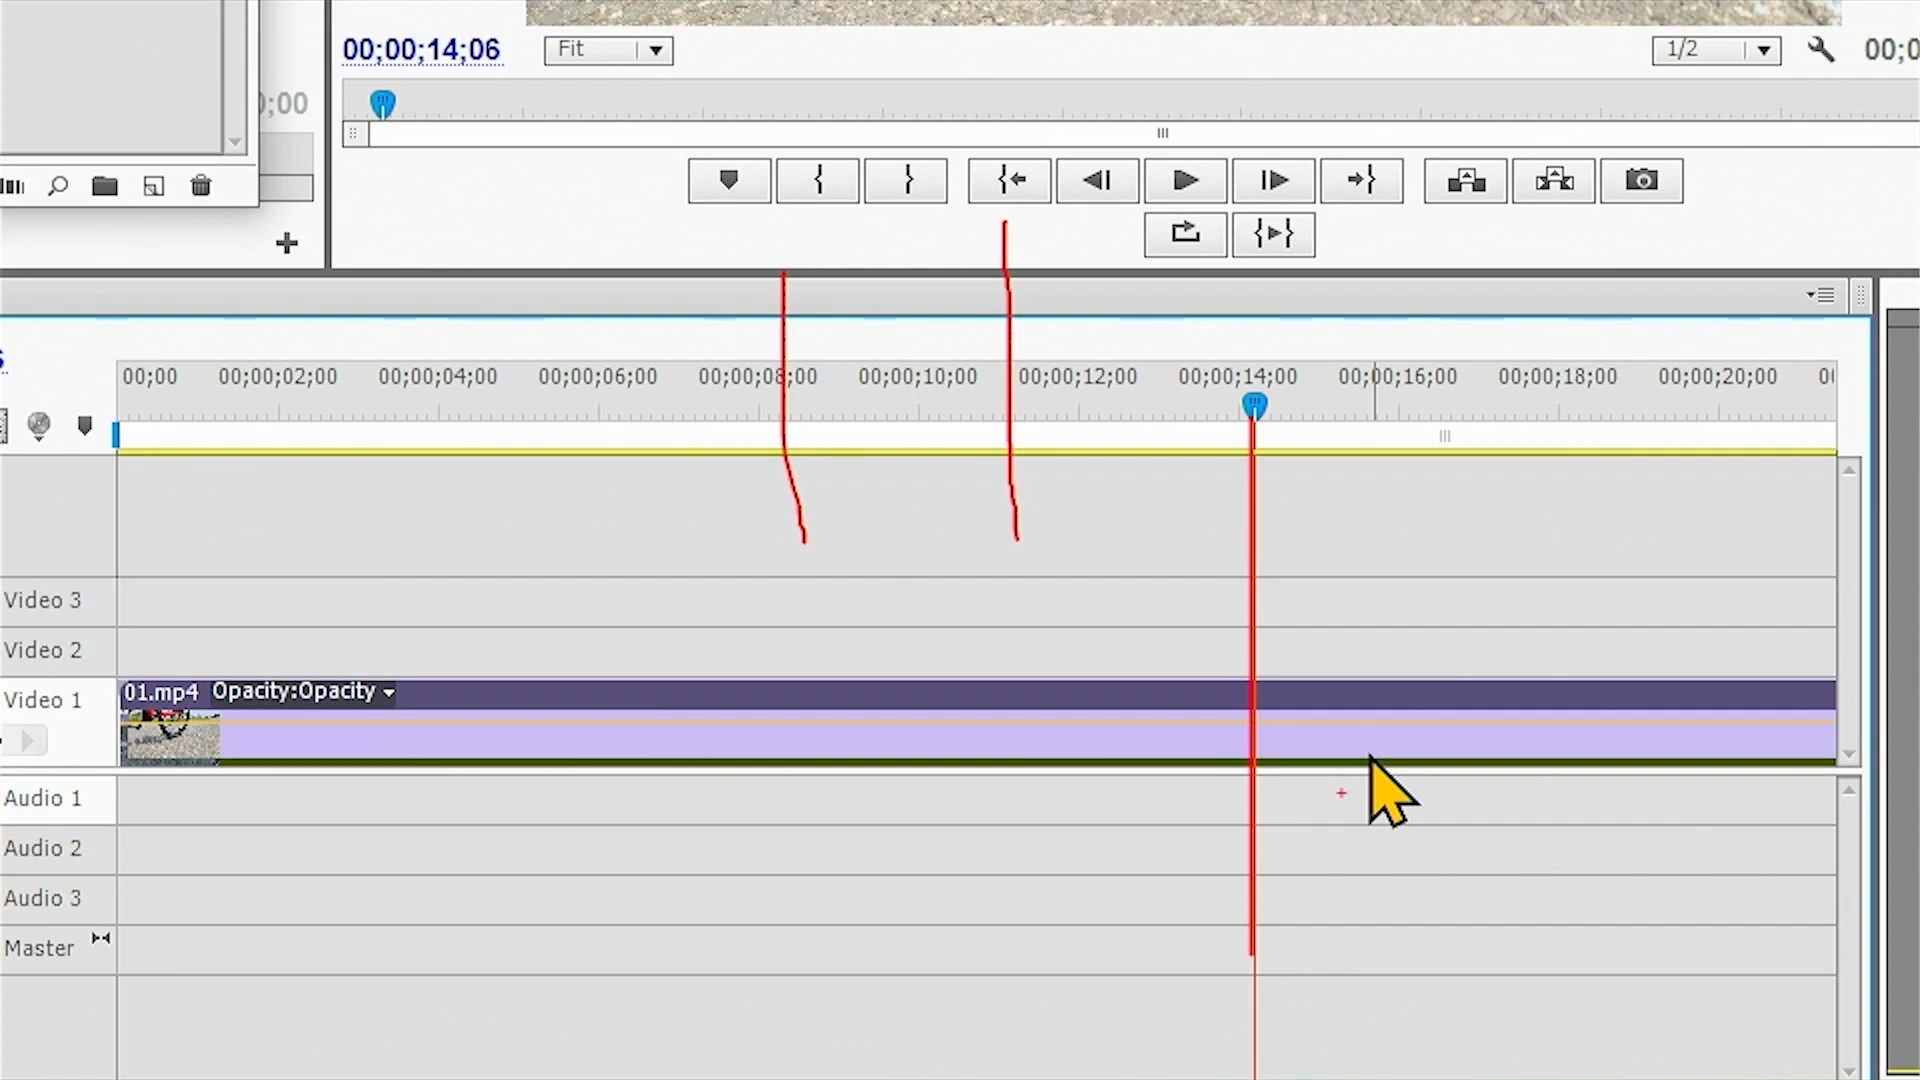 00;00;14;06 Fit 1/2 00;0
0;00
00;00 00;00;02;00 00;00;04;00 00;00;06;00 00;00;08;00 00;00;10;00 00;00;12;00 00;00;14;00 00;00;16;00 00;00;18;00 00;00;20;00
Video 3
Video 2
Video 1 01.mp4 Opacity:Opacity
Audio 1
Audio 2
Audio 3
Master